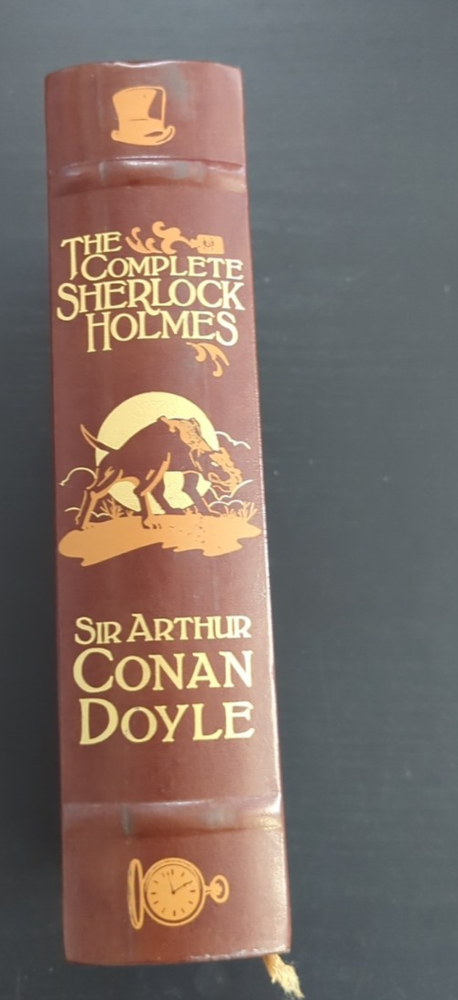 THE
COMPLETE
SHERLOCK
HOLMES
SIR ARTHUR
CONAN
DOYLE